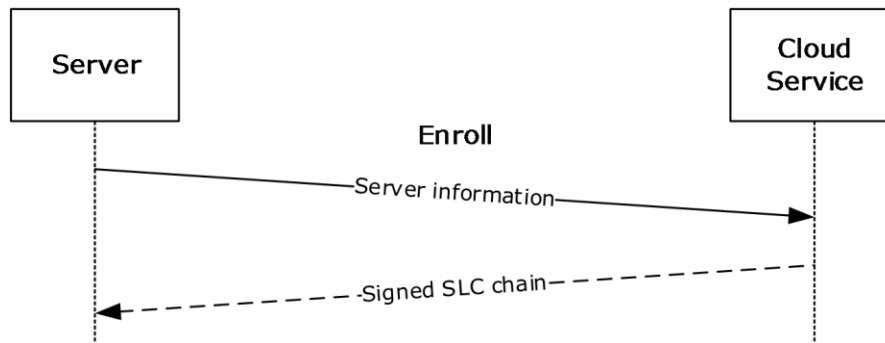 Server
Cloud
Service
Enroll
Server information
Signed SLC chain